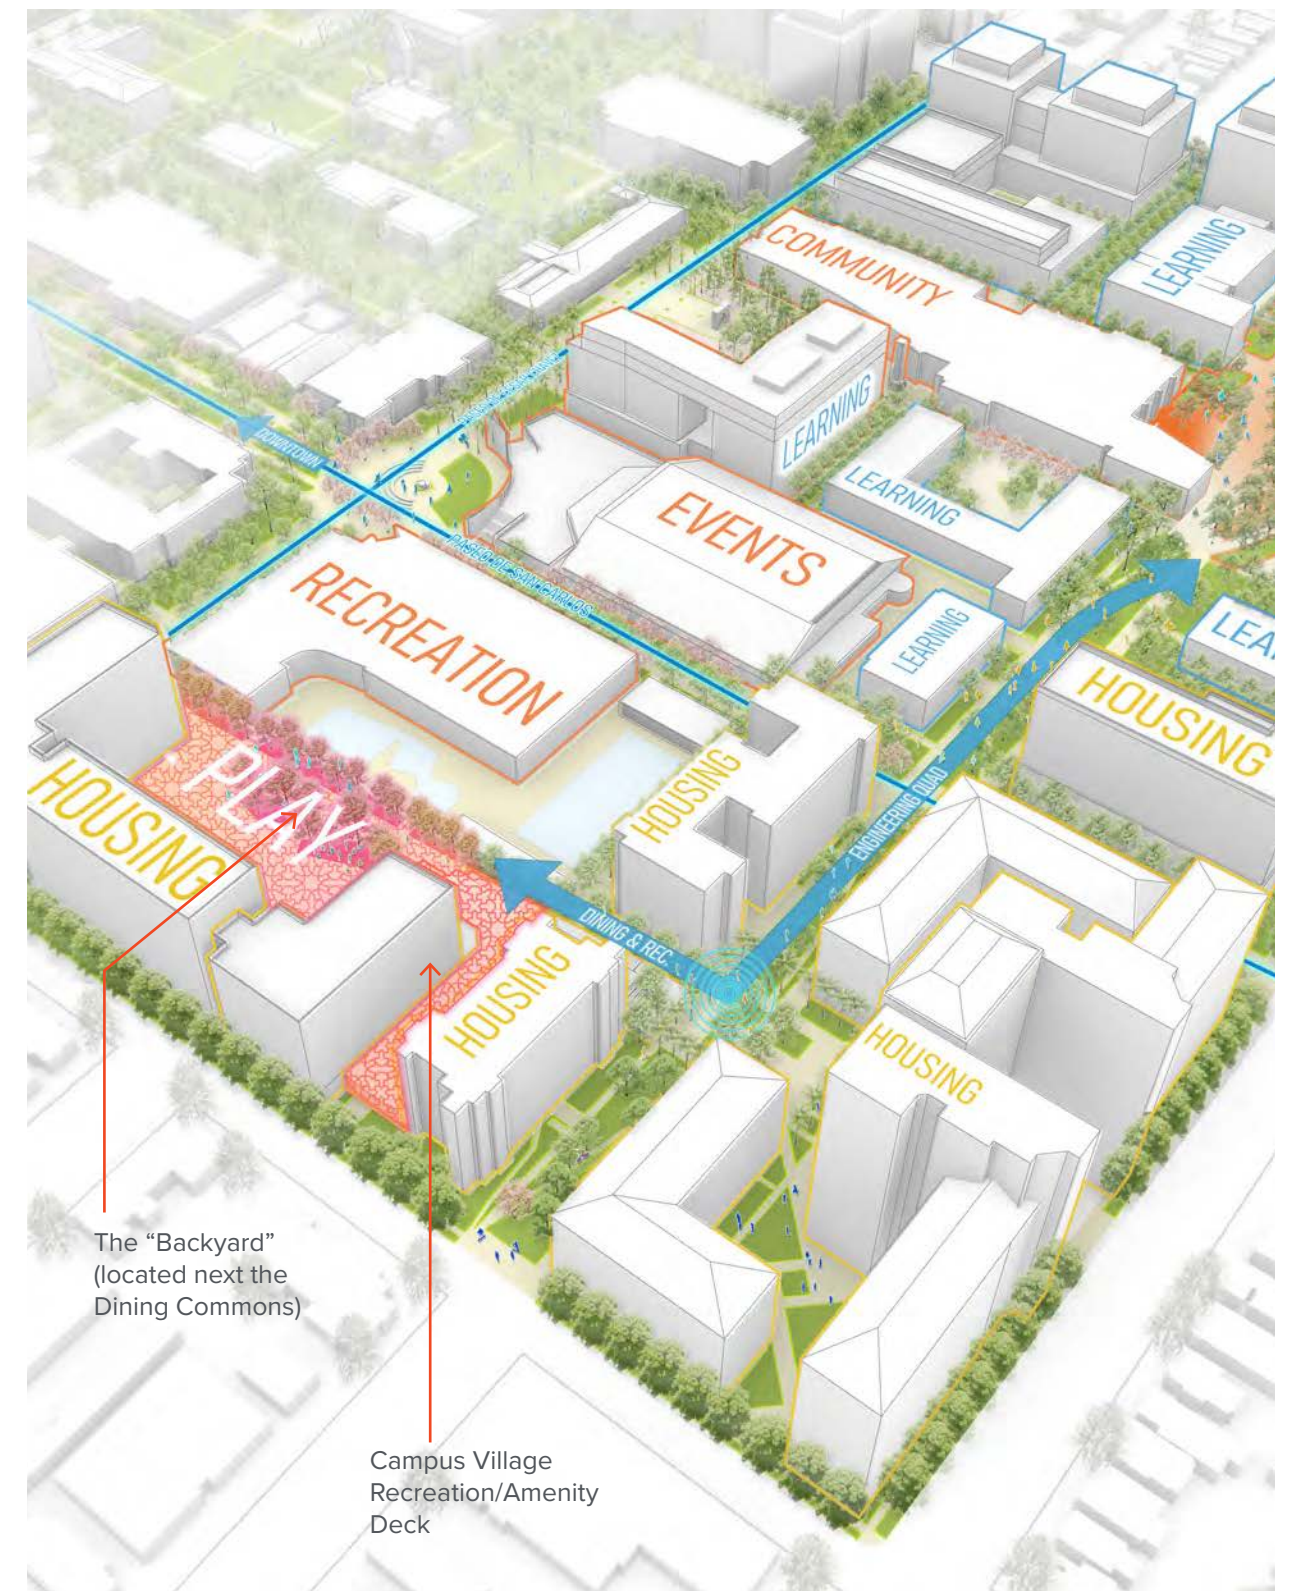 COMMUNITY
LEARNING
LEARNING
LEARNING
DOWNTOWN
EVENTS
PASEO DE SAN CARLOS
RECREATION
LEARNING
LEA
HOUSING
HOUSING
PLAY
HOUSING
ENGINEERING QUAD
DINING & REC.
HOUSING
HOUSING
The “Backyard”
(located next the
Dining Commons)
Campus Village
Recreation/Amenity
Deck